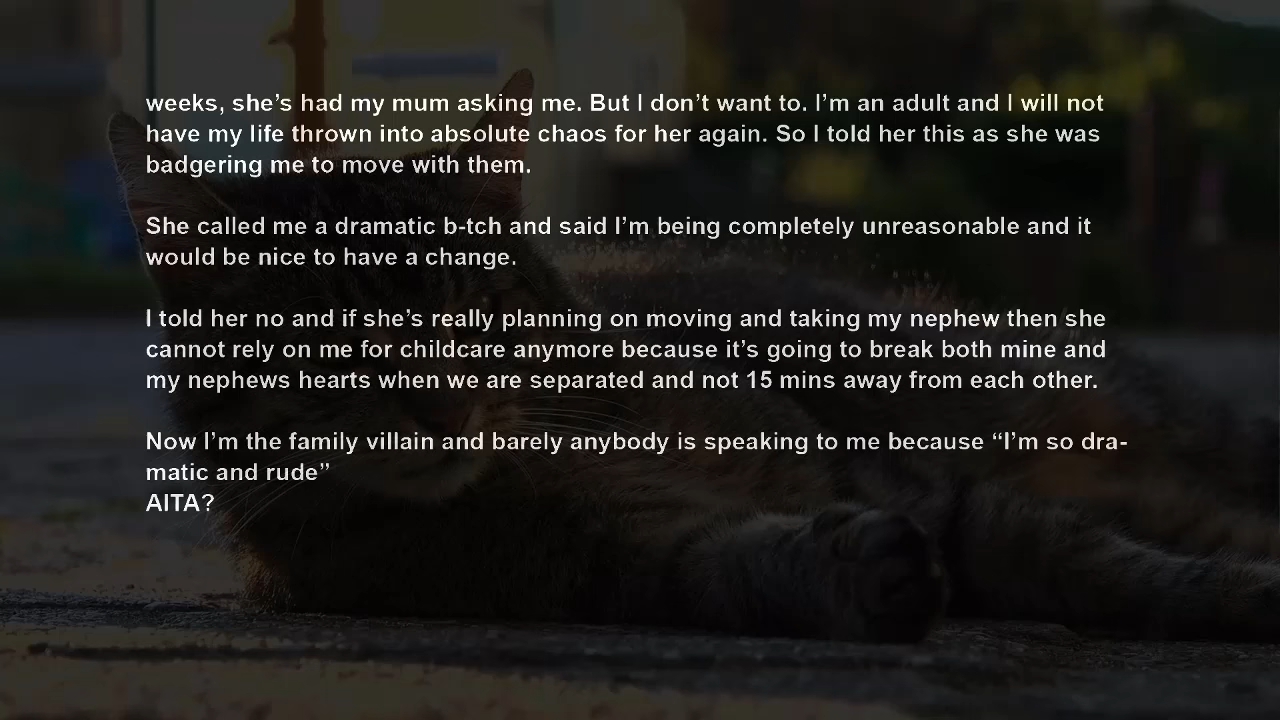 weeks, she’s had my mum asking me. But I don’t want to. I’m an adult and I will not
have my life thrown into absolute chaos for her again. So I told her this as she was
badgering me to move with them.
She called me a dramatic b-tch and said I’m being completely unreasonable and it
would be nice to have a change.
I told her no and if she’s really planning on moving and taking my nephew then she
cannot rely on me for childcare anymore because it’s going to break both mine and
my nephews hearts when we are separated and not 15 mins away from each other.
Now I’m the family villain and barely anybody is speaking to me because “I’m so dra-
matic and rude”
AITA?